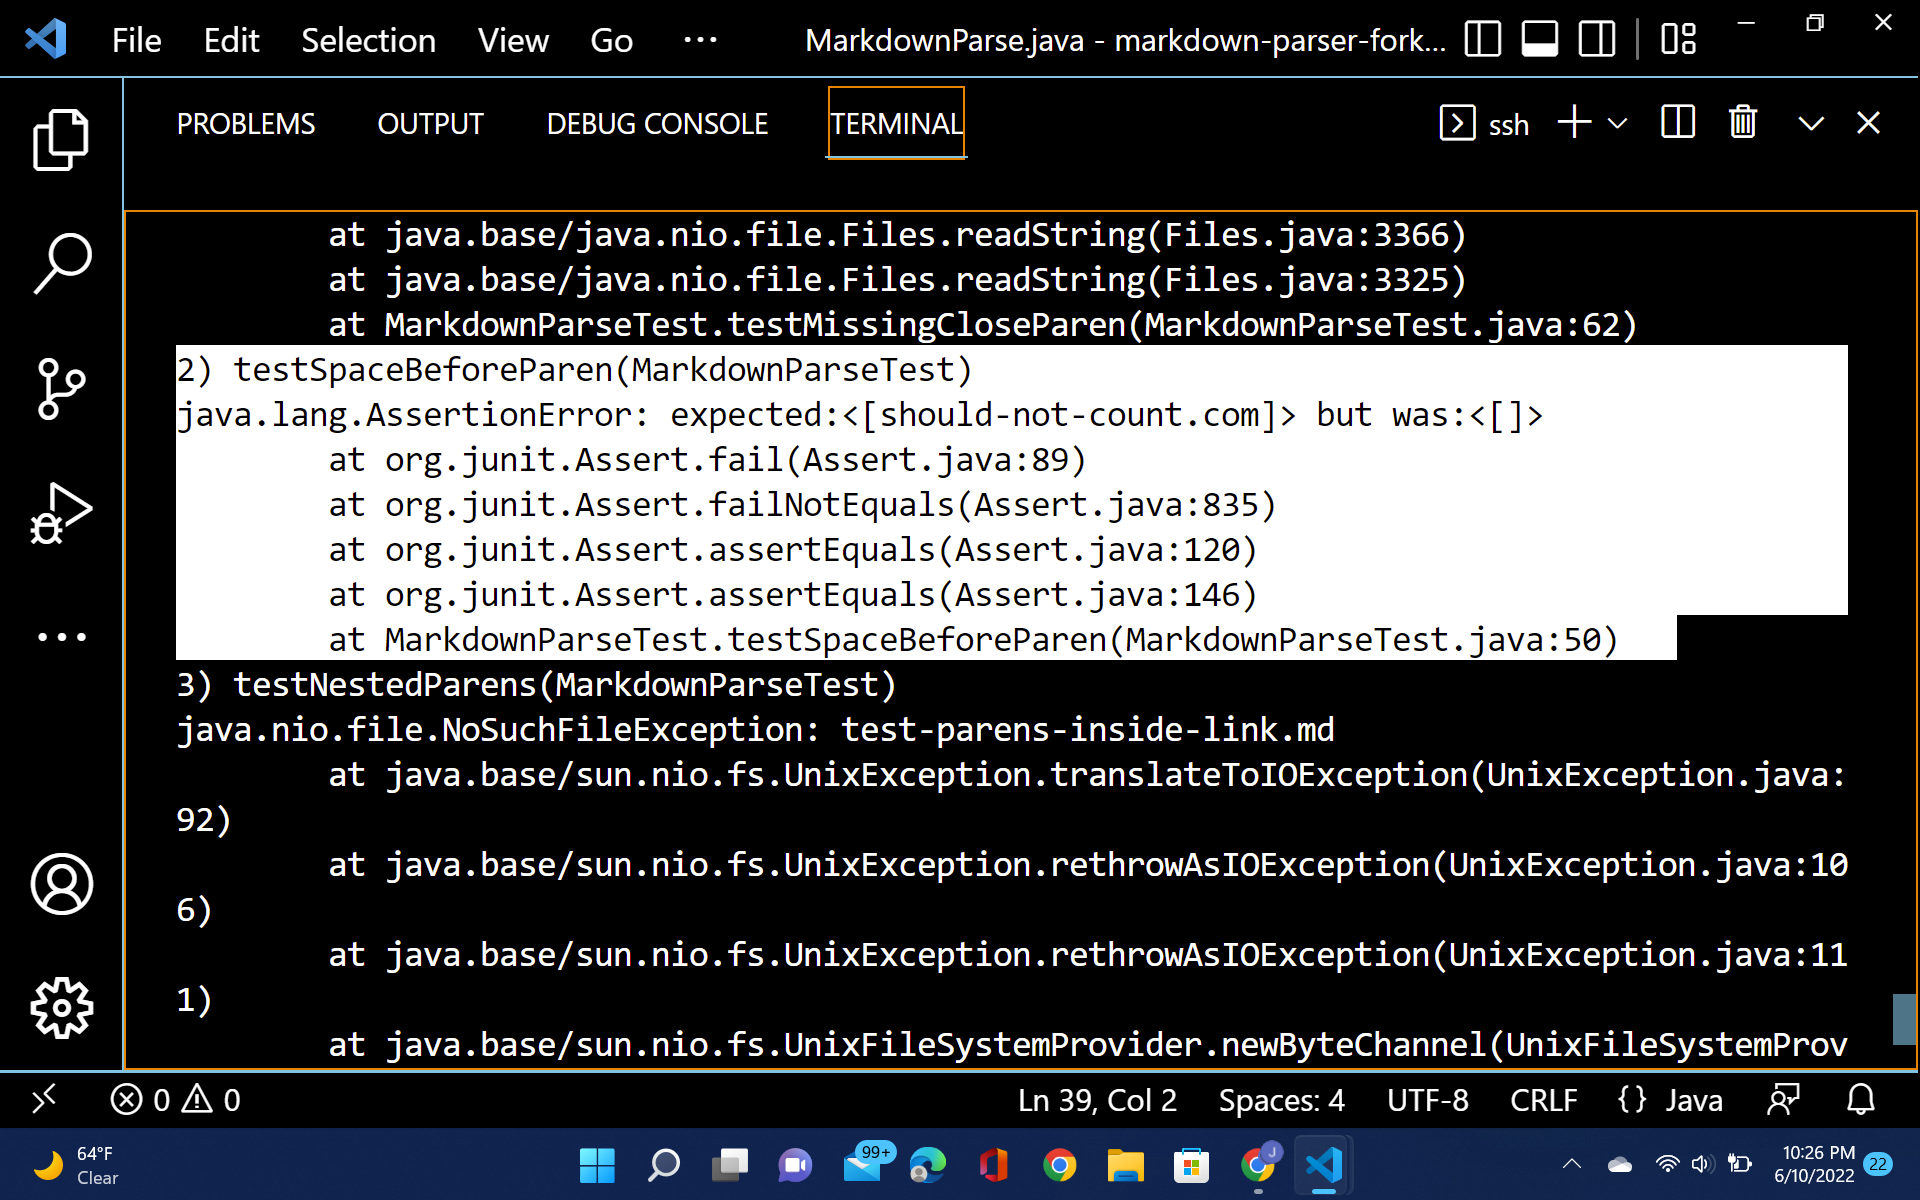 File Edit Selection View Go ··· MarkdownParse.java - markdown-parser-fork...
PROBLEMS OUTPUT DEBUG CONSOLE TERMINAL ssh
at java.base/java.nio.file.Files.readString(Files.java:3366)
at java.base/java.nio.file.Files.readString(Files.java:3325)
at MarkdownParseTest.testMissingCloseParen(MarkdownParseTest.java:62)
2) testSpaceBeforeParen(MarkdownParseTest)
java.lang.AssertionError: expected:<[should-not-count.com]> but was:<[]>
at org.junit.Assert.fail(Assert.java:89)
at org.junit.Assert.failNotEquals(Assert.java:835)
at org.junit.Assert.assertEquals(Assert.java:120)
at org.junit.Assert.assertEquals(Assert.java:146)
at MarkdownParseTest.testSpaceBeforeParen(MarkdownParseTest.java:50)
3) testNestedParens(MarkdownParseTest)
java.nio.file.NoSuchFileException: test-parens-inside-link.md
at java.base/sun.nio.fs.UnixException.translateToIOException(UnixException.java:
92)
at java.base/sun.nio.fs.UnixException.rethrowAsIOException(UnixException.java:10
6)
at java.base/sun.nio.fs.UnixException.rethrowAsIOException(UnixException.java:11
1)
at java.base/sun.nio.fs.UnixFileSystemProvider.newByteChannel(UnixFileSystemProv
0 0 Ln 39, Col 2 Spaces: 4 UTF-8 CRLF {} Java
64°F
Clear
99+
J
10:26 PM
6/10/2022
22